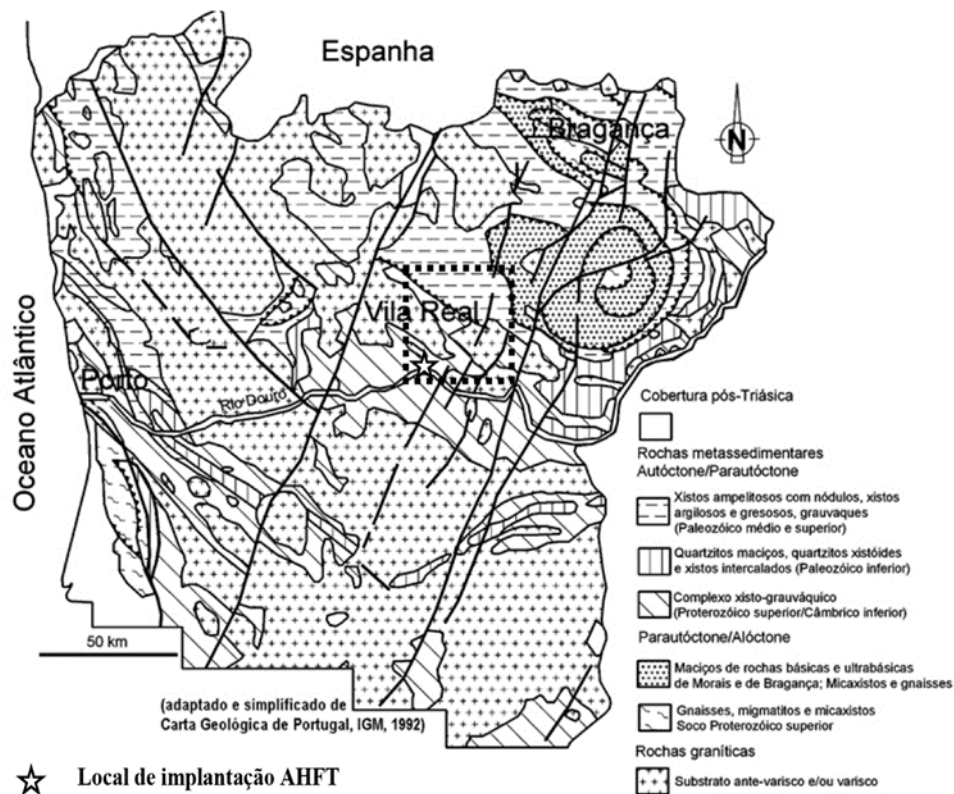 Espanha
Bragança
N
Oceano Atlântico
Vila Real
Porto
Rio Douro
50 km
(adaptado e simplificado de
Carta Geológica de Portugal, IGM, 1992)
Local de implantação AHFT
Cobertura pós-Triásica
Rochas metassedimentares
Autóctone/Parautóctone
Xistos ampelitosos com nódulos, xistos
argilosos e gresosos, grauvaques
(Paleozóico médio e superior)
Quartzitos maciços, quartzitos xistóides
e xistos intercalados (Paleozóico inferior)
Complexo xisto-grauváquico
(Proterozóico superior/Câmbrico inferior)
Parautóctone/Alóctone
Maciços de rochas básicas e ultrabásicas
de Morais e de Bragança; Micaxistos e gnaisses
Gnaisses, migmatitos e micaxistos
Soco Proterozóico superior
Rochas graníticas
Substrato ante-varisco e/ou varisco